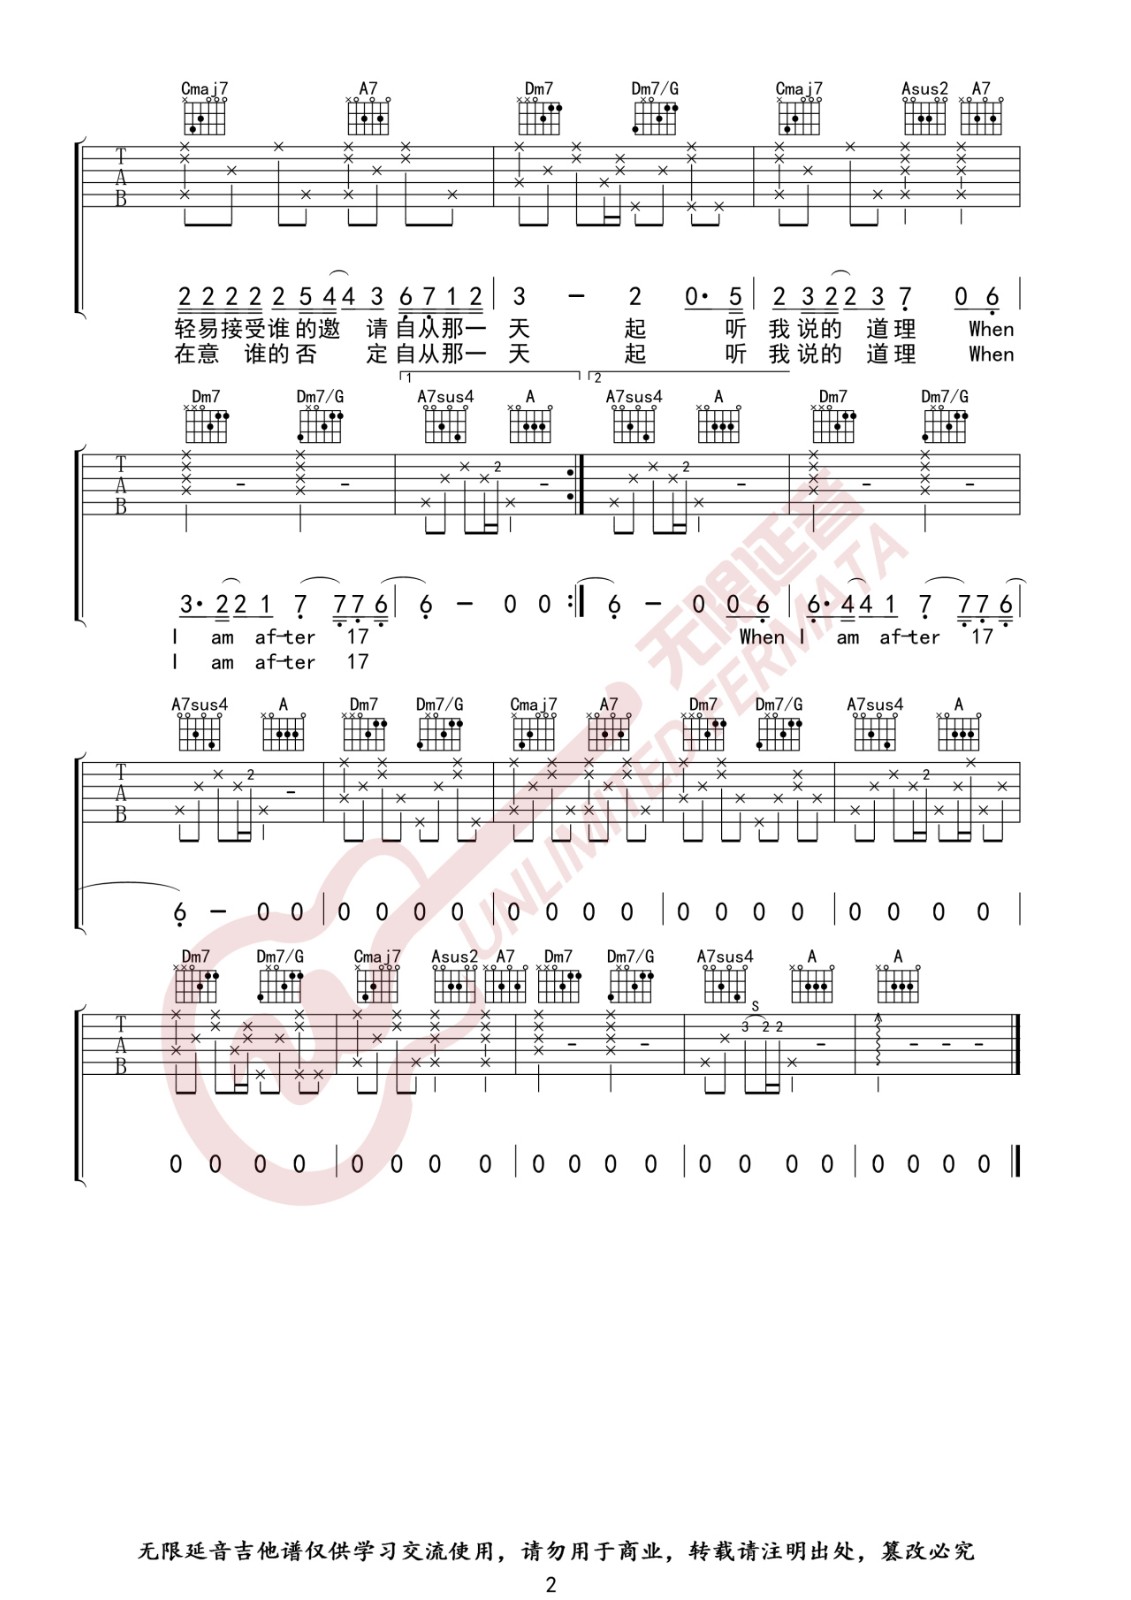 Cmaj7 A7 Dm7 Dm7/G Cmaj7 Asus2 A7
T
A
B
2 2 2 2 2 5 4 4 3 6 7 1 2 | 3 - 2 0· 5 | 2 3 2 2 3 7 0 6 |
轻易接受谁的邀 请自从那一 天 起 听 我 说的 道理 When
在意 谁的 否 定自从那一 天 起 听 我 说的 道理 When
1 2
Dm7 Dm7/G A7sus4 A A7sus4 A Dm7 Dm7/G
T
A
B
2 2
3· 2 2 1 7 7 7 6 | 6 - 0 0 :| 6 - 0 0 6 | 6· 4 4 1 7 7 7 6 |
I am af-ter 17 When I am af-ter 17
I am af-ter 17
A7sus4 A Dm7 Dm7/G Cmaj7 A7 Dm7 Dm7/G A7sus4 A
T
A
B
2 2
6 - 0 0 | 0 0 0 0 | 0 0 0 0 | 0 0 0 0 | 0 0 0 0 |
Dm7 Dm7/G Cmaj7 Asus2 A7 Dm7 Dm7/G A7sus4 A A
S
T
A
B
3 2 2
0 0 0 0 | 0 0 0 0 | 0 0 0 0 | 0 0 0 0 | 0 0 0 0
无限延音
UNLIMITED FERMATA
无限延音吉他谱仅供学习交流使用，请勿用于商业，转载请注明出处，篡改必究
2